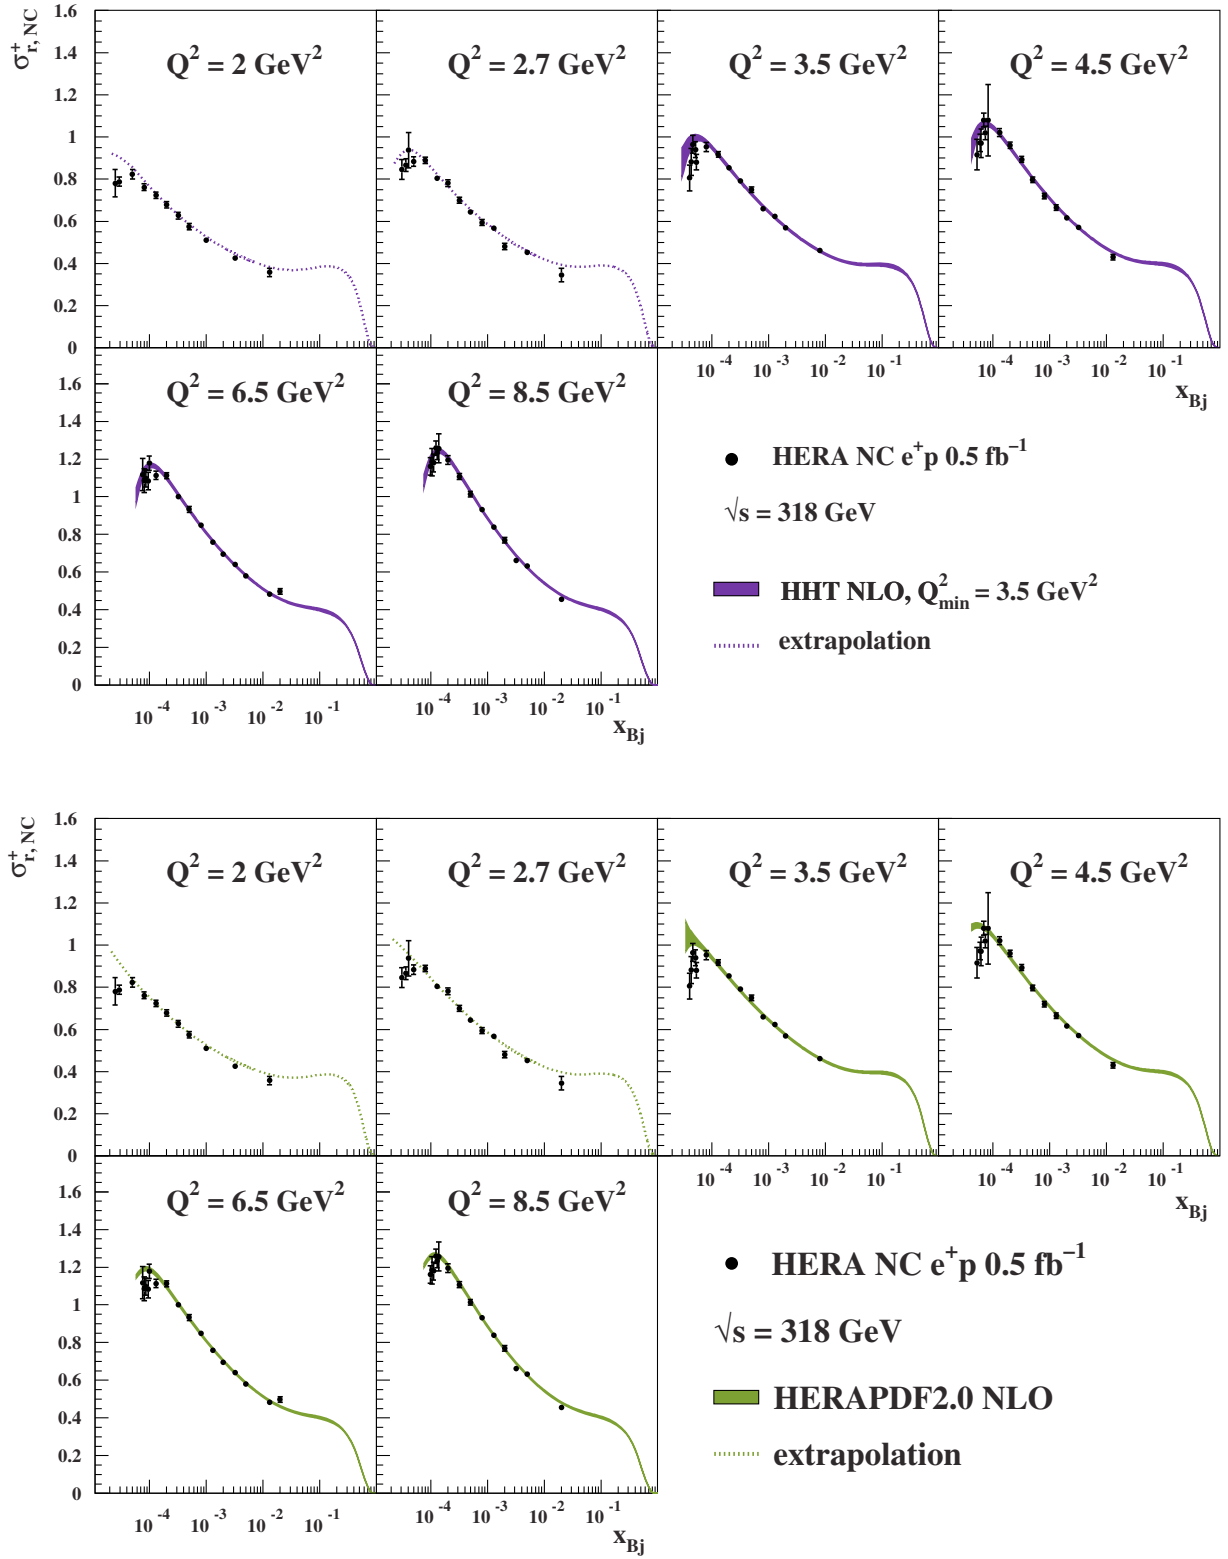 σ⁺r, NC
1.6
1.4
1.2
1
0.8
0.6
0.4
0.2
0
Q² = 2 GeV²
Q² = 2.7 GeV²
Q² = 3.5 GeV²
Q² = 4.5 GeV²
10⁻⁴ 10⁻³ 10⁻² 10⁻¹ 10⁻⁴ 10⁻³ 10⁻² 10⁻¹
xBj
1.6
1.4
1.2
1
0.8
0.6
0.4
0.2
0
Q² = 6.5 GeV²
Q² = 8.5 GeV²
10⁻⁴ 10⁻³ 10⁻² 10⁻¹ 10⁻⁴ 10⁻³ 10⁻² 10⁻¹
xBj
HERA NC e⁺p 0.5 fb⁻¹
√s = 318 GeV
HHT NLO, Q²min = 3.5 GeV²
extrapolation
σ⁺r, NC
1.6
1.4
1.2
1
0.8
0.6
0.4
0.2
0
Q² = 2 GeV²
Q² = 2.7 GeV²
Q² = 3.5 GeV²
Q² = 4.5 GeV²
10⁻⁴ 10⁻³ 10⁻² 10⁻¹ 10⁻⁴ 10⁻³ 10⁻² 10⁻¹
xBj
1.6
1.4
1.2
1
0.8
0.6
0.4
0.2
0
Q² = 6.5 GeV²
Q² = 8.5 GeV²
10⁻⁴ 10⁻³ 10⁻² 10⁻¹ 10⁻⁴ 10⁻³ 10⁻² 10⁻¹
xBj
HERA NC e⁺p 0.5 fb⁻¹
√s = 318 GeV
HERAPDF2.0 NLO
extrapolation